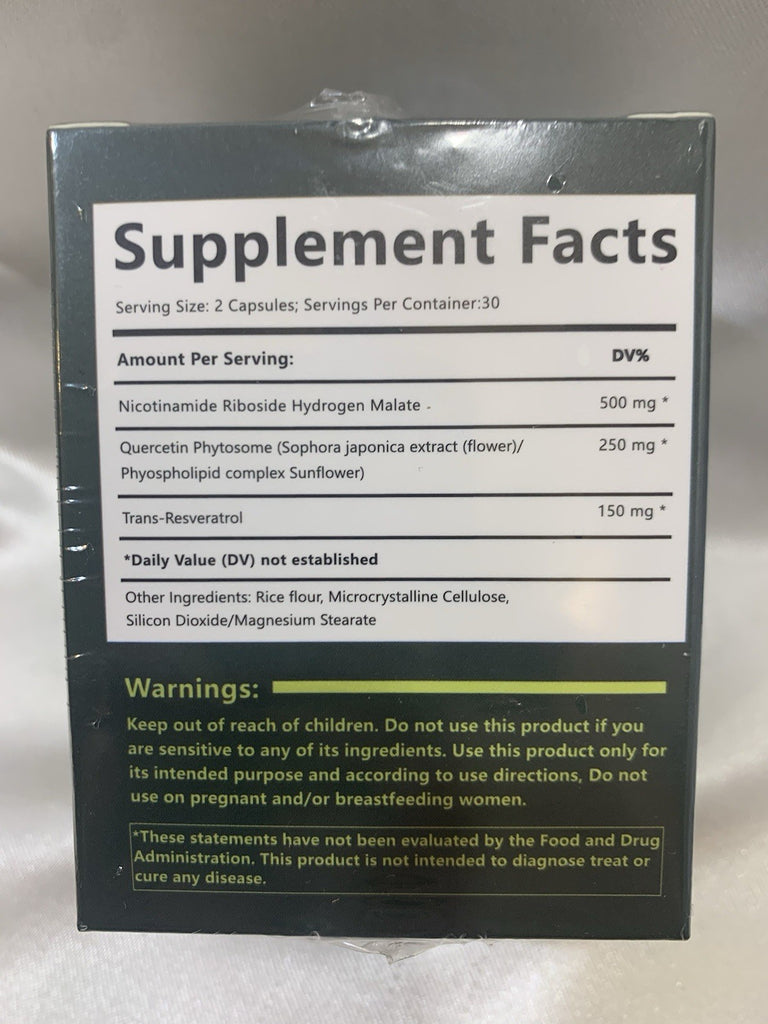 Supplement Facts
Serving Size: 2 Capsules; Servings Per Container:30
Amount Per Serving: DV%
Nicotinamide Riboside Hydrogen Malate - 500 mg *
Quercetin Phytosome (Sophora japonica extract (flower)/ 250 mg *
Phyospholipid complex Sunflower)
Trans-Resveratrol 150 mg *
*Daily Value (DV) not established
Other Ingredients: Rice flour, Microcrystalline Cellulose,
Silicon Dioxide/Magnesium Stearate
Warnings:
Keep out of reach of children. Do not use this product if you
are sensitive to any of its ingredients. Use this product only for
its intended purpose and according to use directions, Do not
use on pregnant and/or breastfeeding women.
*These statements have not been evaluated by the Food and Drug
Administration. This product is not intended to diagnose treat or
cure any disease.